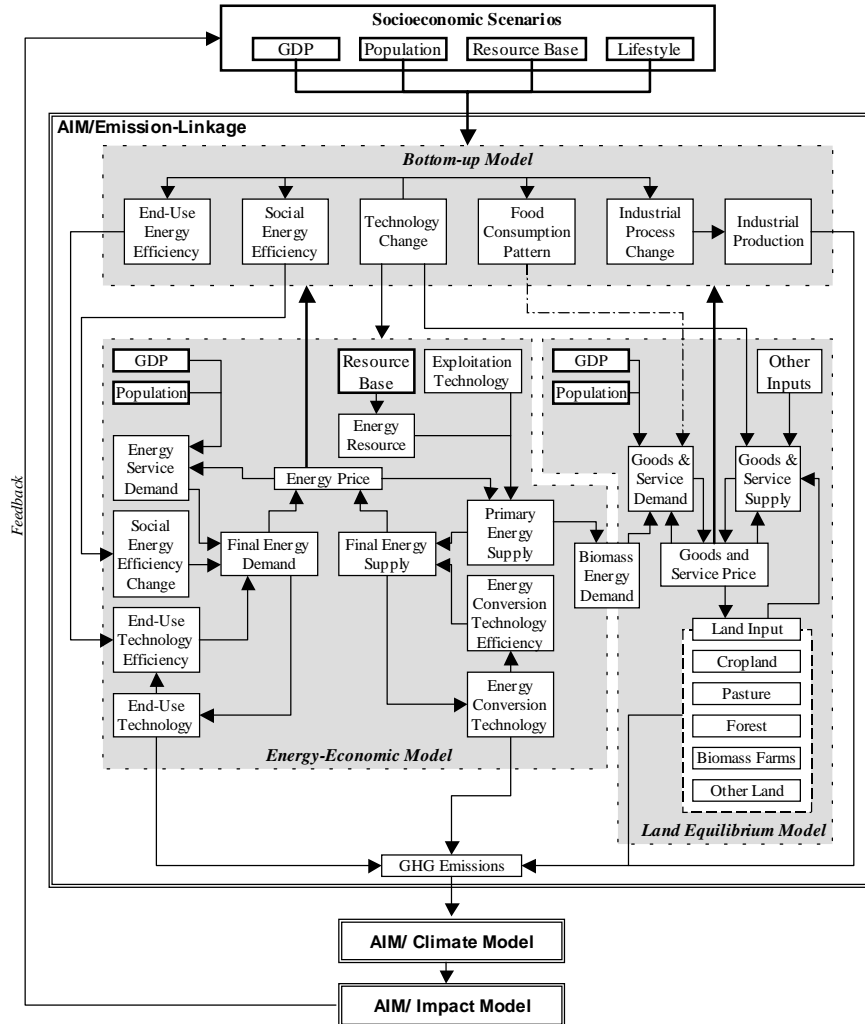 Socioeconomic Scenarios
GDP
Population
Resource Base
Lifestyle
AIM/Emission-Linkage
Bottom-up Model
End-Use
Energy
Efficiency
Social
Energy
Efficiency
Technology
Change
Food
Consumption
Pattern
Industrial
Process
Change
Industrial
Production
GDP
Population
Resource
Base
Exploitation
Technology
Energy
Resource
Energy
Service
Demand
Energy Price
Social
Energy
Efficiency
Change
Final Energy
Demand
Final Energy
Supply
Primary
Energy
Supply
Energy
Conversion
Technology
Efficiency
End-Use
Technology
Efficiency
End-Use
Technology
Energy
Conversion
Technology
Energy-Economic Model
GDP
Population
Other
Inputs
Goods &
Service
Demand
Goods &
Service
Supply
Biomass
Energy
Demand
Goods and
Service Price
Land Input
Cropland
Pasture
Forest
Biomass Farms
Other Land
Land Equilibrium Model
Feedback
GHG Emissions
AIM/ Climate Model
AIM/ Impact Model